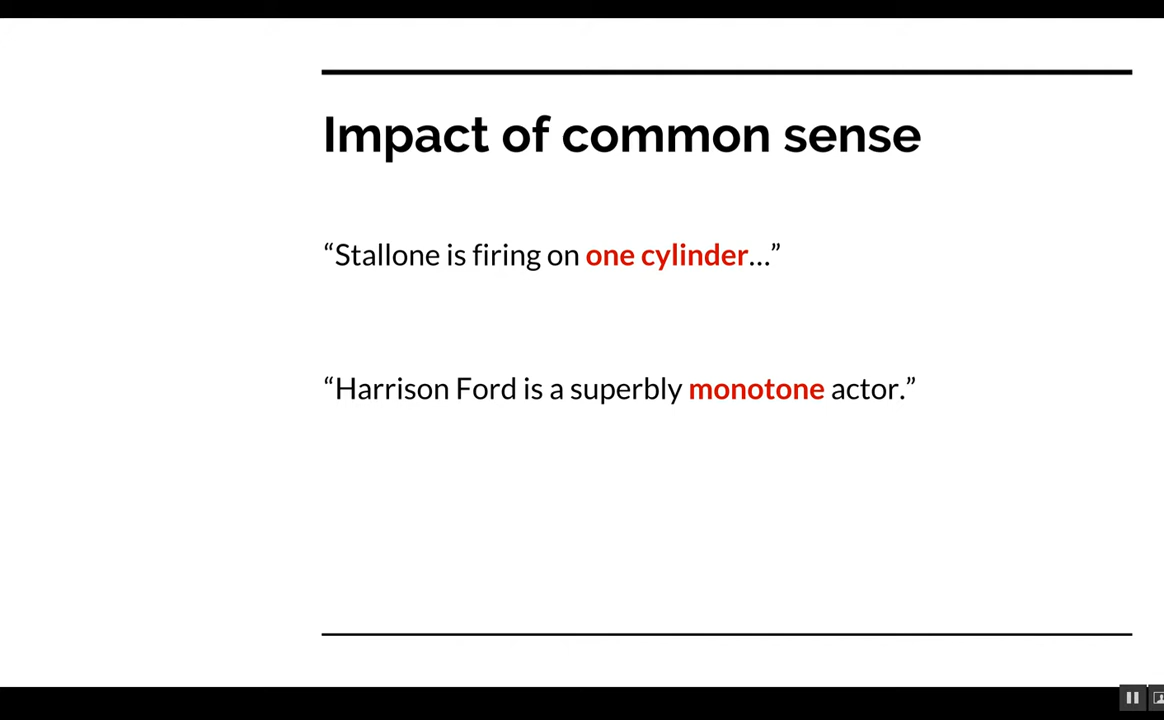 Impact of common sense
“Stallone is firing on one cylinder...”
“Harrison Ford is a superbly monotone actor.”